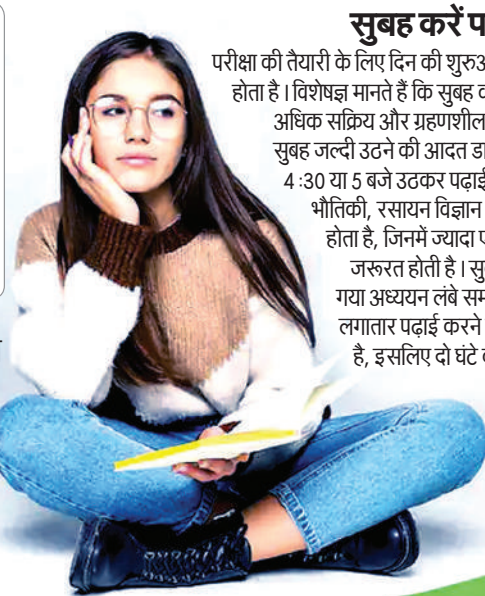 सुबह करें प
परीक्षा की तैयारी के लिए दिन की शुरुअ
होता है। विशेषज्ञ मानते हैं कि सुबह क
अधिक सक्रिय और ग्रहणशील
सुबह जल्दी उठने की आदत डा
4:30 या 5 बजे उठकर पढ़ाई
भौतिकी, रसायन विज्ञान
होता है, जिनमें ज्यादा ए
जरूरत होती है। सु
गया अध्ययन लंबे सम
लगातार पढ़ाई करने
है, इसलिए दो घंटे क